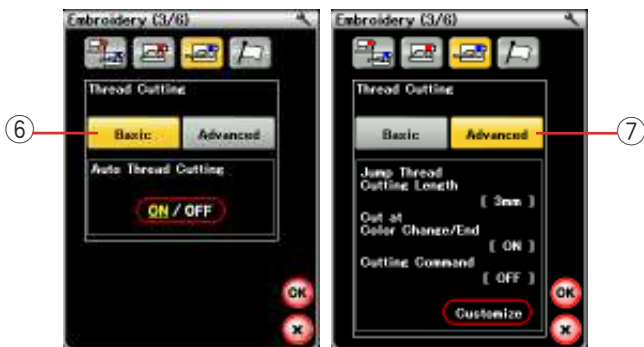 Embroidery (3/6)
Thread Cutting
Basic Advanced
Auto Thread Cutting
ON / OFF
OK
x
⑥
Embroidery (3/6)
Thread Cutting
Basic Advanced
Jump Thread
Cutting Length
[ 3mm ]
Cut at
Color Change/End
[ ON ]
Cutting Command
[ OFF ]
Customize
OK
x
⑦